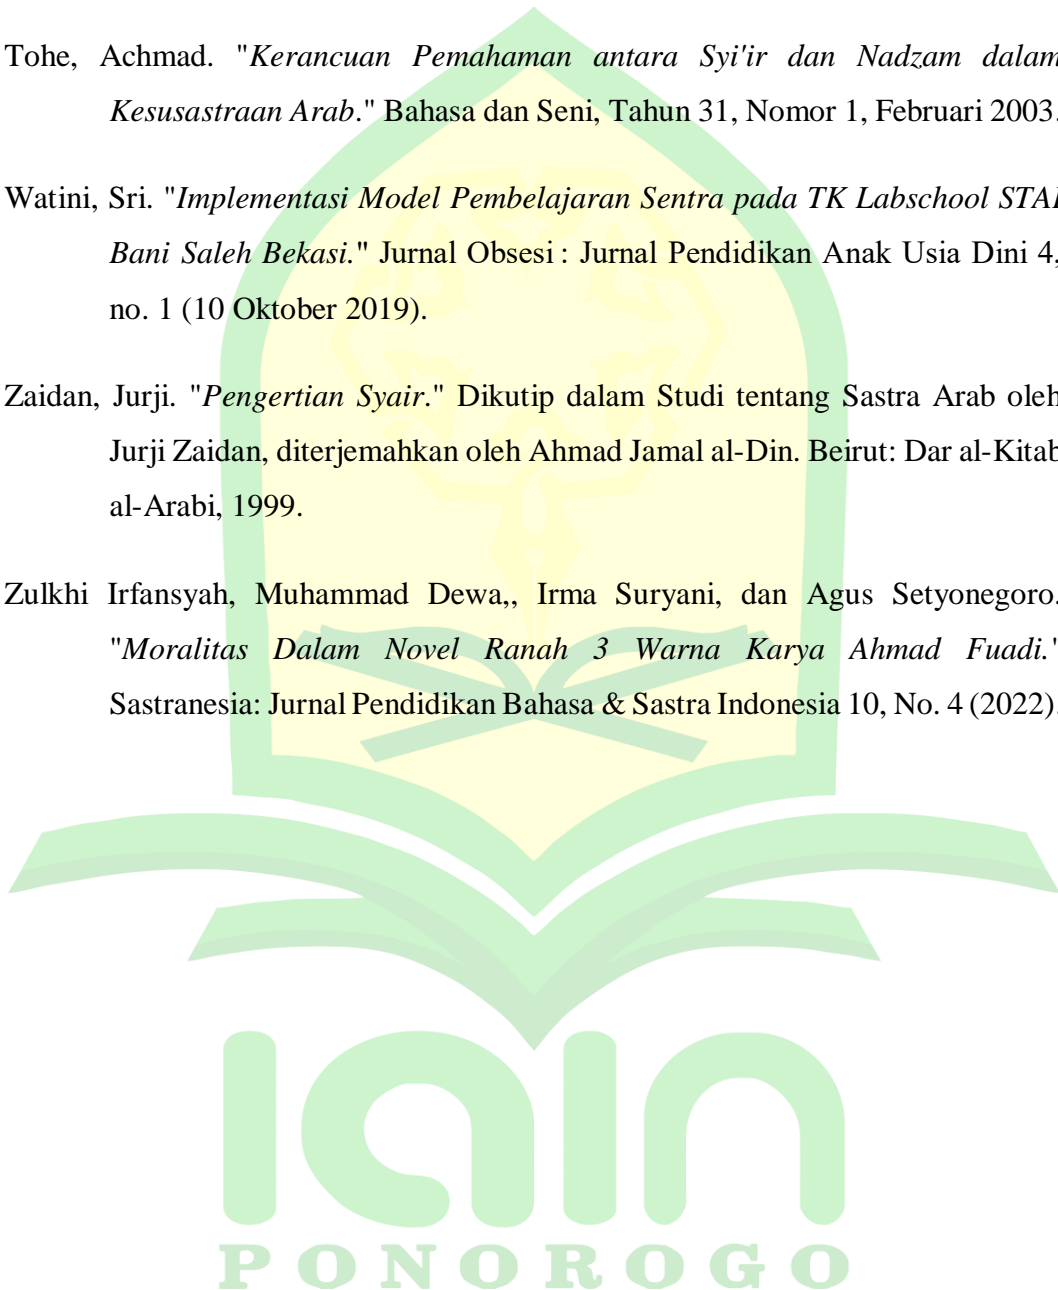 Tohe, Achmad. "Kerancuan Pemahaman antara Syi'ir dan Nadzam dalam
Kesusastraan Arab." Bahasa dan Seni, Tahun 31, Nomor 1, Februari 2003.
Watini, Sri. "Implementasi Model Pembelajaran Sentra pada TK Labschool STAI
Bani Saleh Bekasi." Jurnal Obsesi : Jurnal Pendidikan Anak Usia Dini 4,
no. 1 (10 Oktober 2019).
Zaidan, Jurji. "Pengertian Syair." Dikutip dalam Studi tentang Sastra Arab oleh
Jurji Zaidan, diterjemahkan oleh Ahmad Jamal al-Din. Beirut: Dar al-Kitab
al-Arabi, 1999.
Zulkhi Irfansyah, Muhammad Dewa,, Irma Suryani, dan Agus Setyonegoro.
"Moralitas Dalam Novel Ranah 3 Warna Karya Ahmad Fuadi."
Sastranesia: Jurnal Pendidikan Bahasa & Sastra Indonesia 10, No. 4 (2022).
iain
PONOROGO